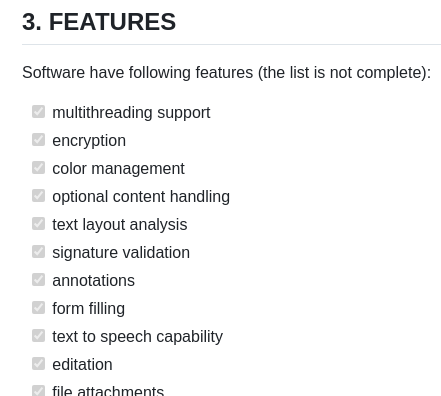 3. FEATURES
Software have following features (the list is not complete):
multithreading support
encryption
color management
optional content handling
text layout analysis
signature validation
annotations
form filling
text to speech capability
editation
file attachments